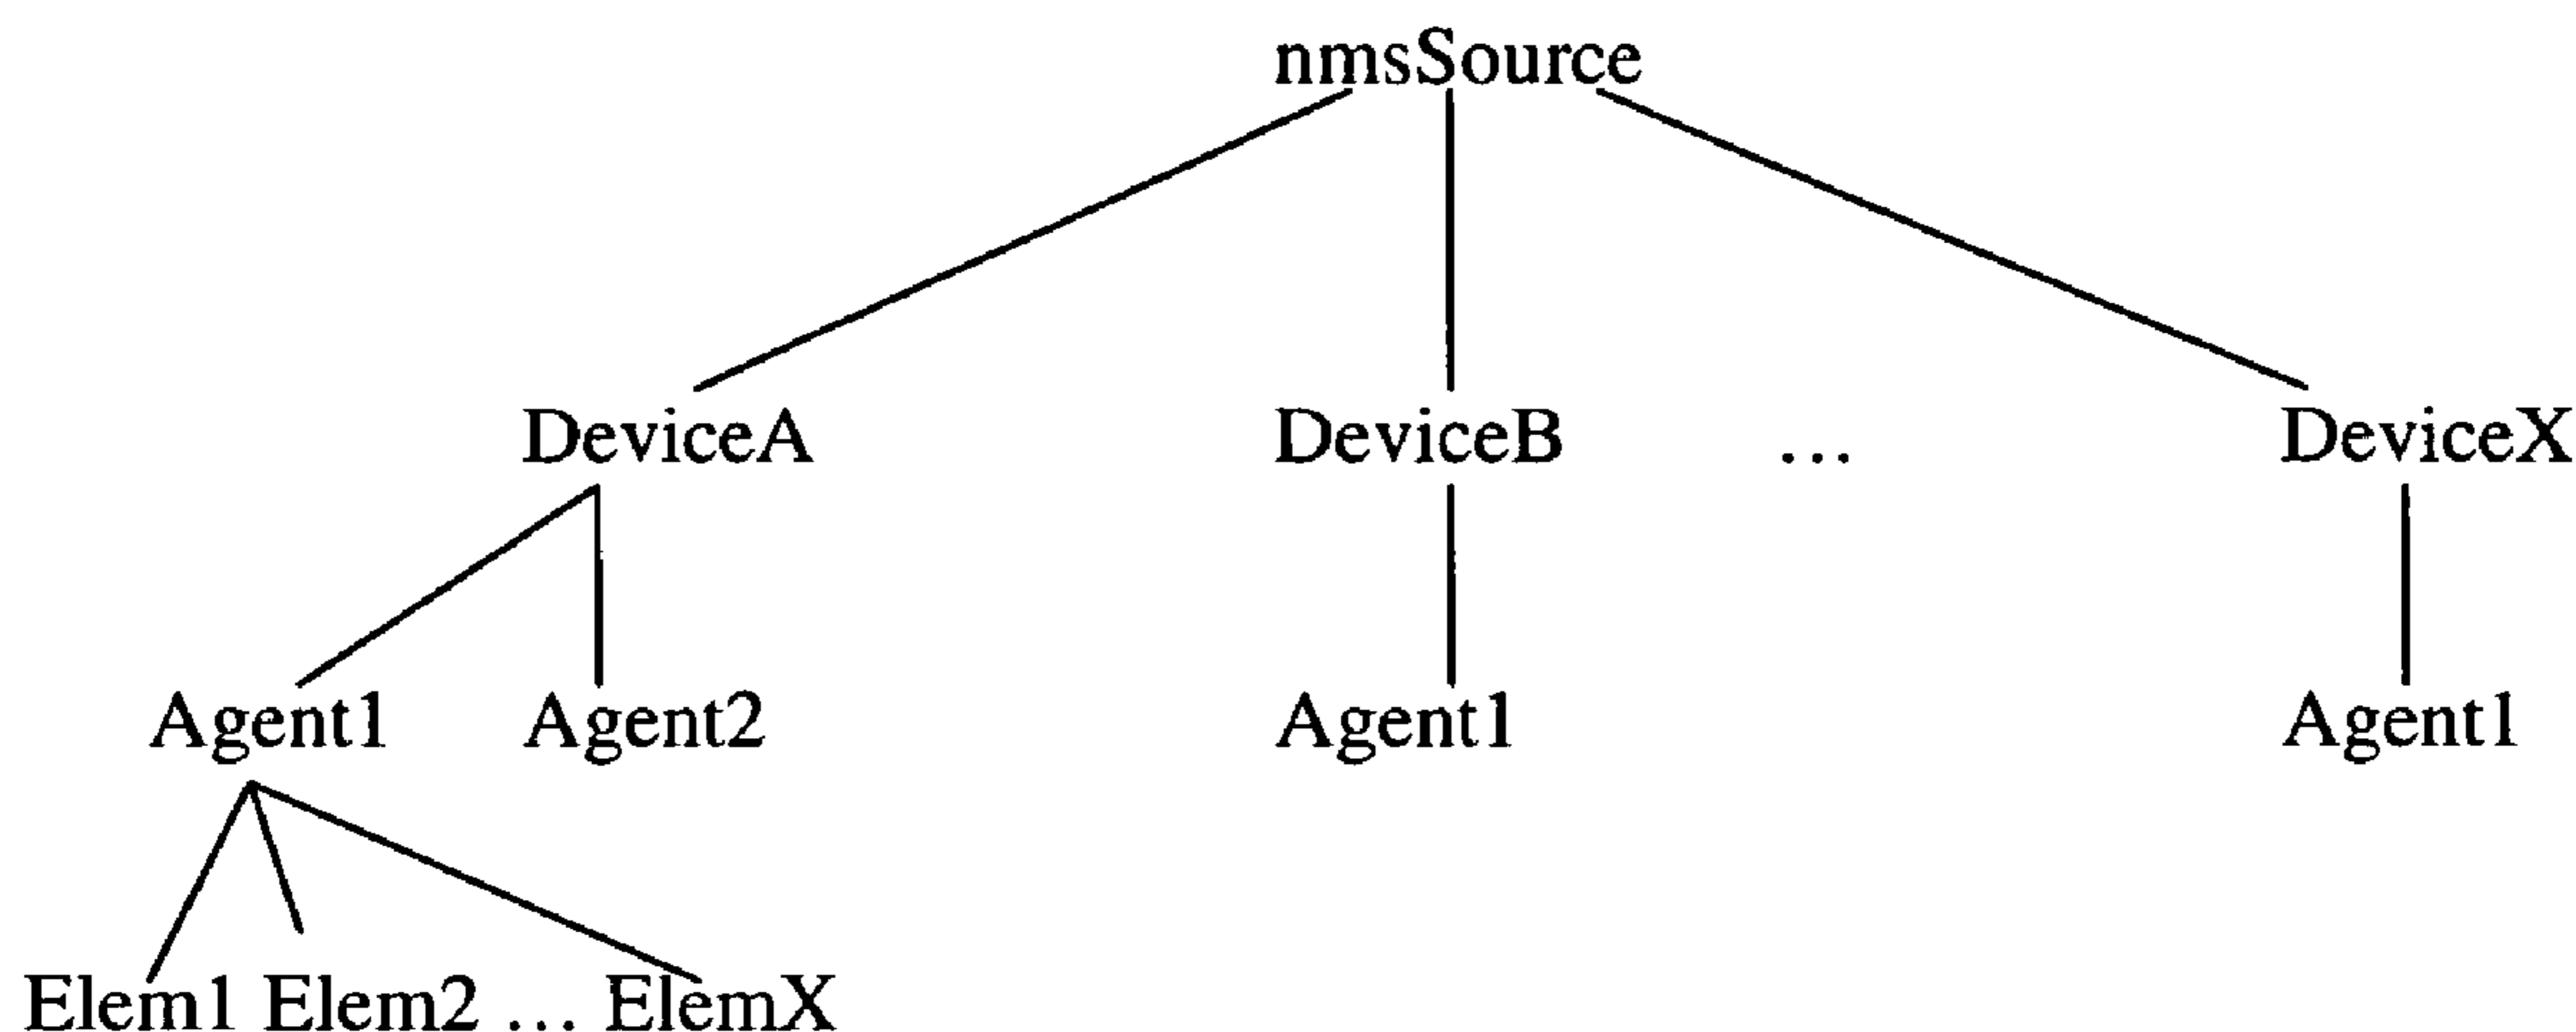 nmsSource
DeviceA DeviceB ... DeviceX
Agent1 Agent2 Agent1 Agent1
Elem1 Elem2 ... ElemX